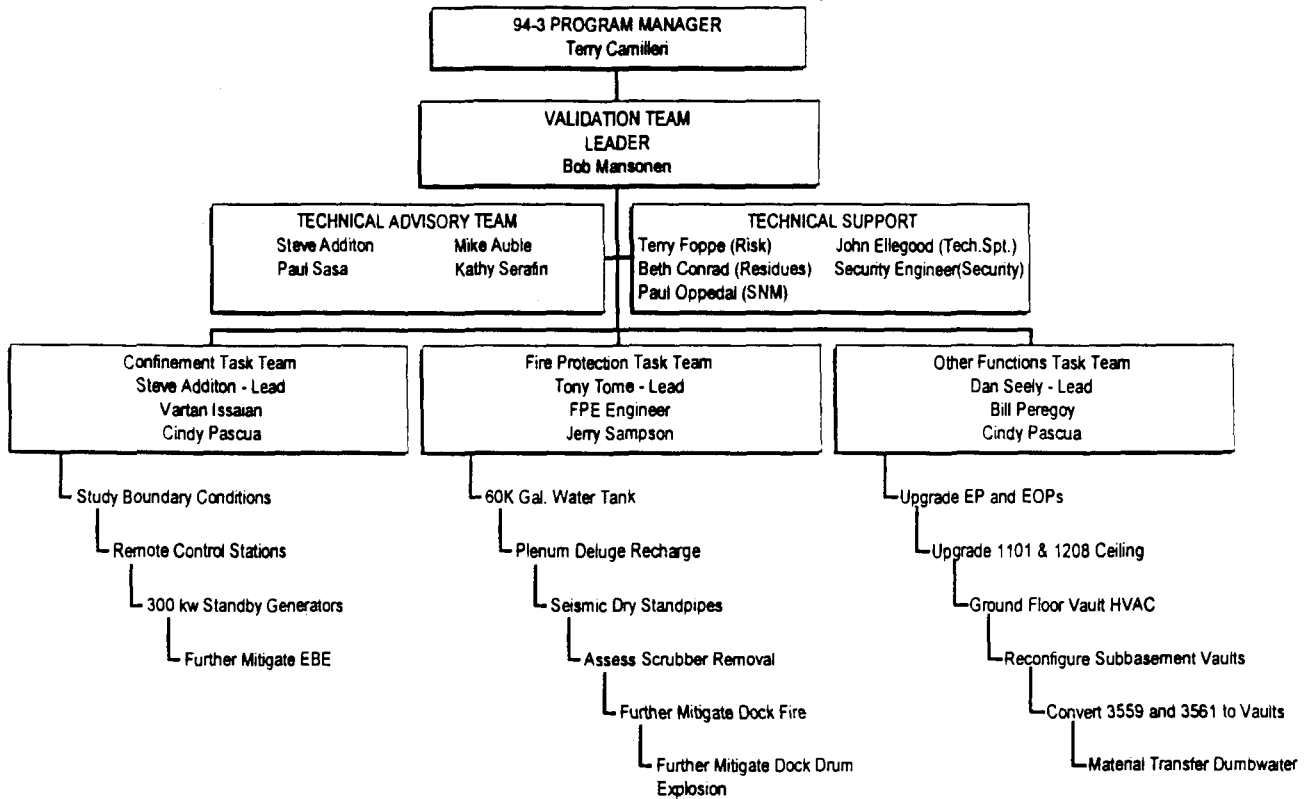 94-3 PROGRAM MANAGER
Terry Camilleri
VALIDATION TEAM
LEADER
Bob Mansonen
TECHNICAL ADVISORY TEAM
Steve Additon Mike Auble
Paul Sasa Kathy Serafin
TECHNICAL SUPPORT
Terry Foppe (Risk) John Ellegood (Tech.Spt.)
Beth Conrad (Residues) Security Engineer(Security)
Paul Oppedal (SNM)
Confinement Task Team
Steve Additon - Lead
Vartan Issaian
Cindy Pascua
Study Boundary Conditions
Remote Control Stations
300 kw Standby Generators
Further Mitigate EBE
Fire Protection Task Team
Tony Tome - Lead
FPE Engineer
Jerry Sampson
60K Gal. Water Tank
Plenum Deluge Recharge
Seismic Dry Standpipes
Assess Scrubber Removal
Further Mitigate Dock Fire
Further Mitigate Dock Drum
Explosion
Other Functions Task Team
Dan Seely - Lead
Bill Peregoy
Cindy Pascua
Upgrade EP and EOPs
Upgrade 1101 & 1208 Ceiling
Ground Floor Vault HVAC
Reconfigure Subbasement Vaults
Convert 3559 and 3561 to Vaults
Material Transfer Dumbwaiter